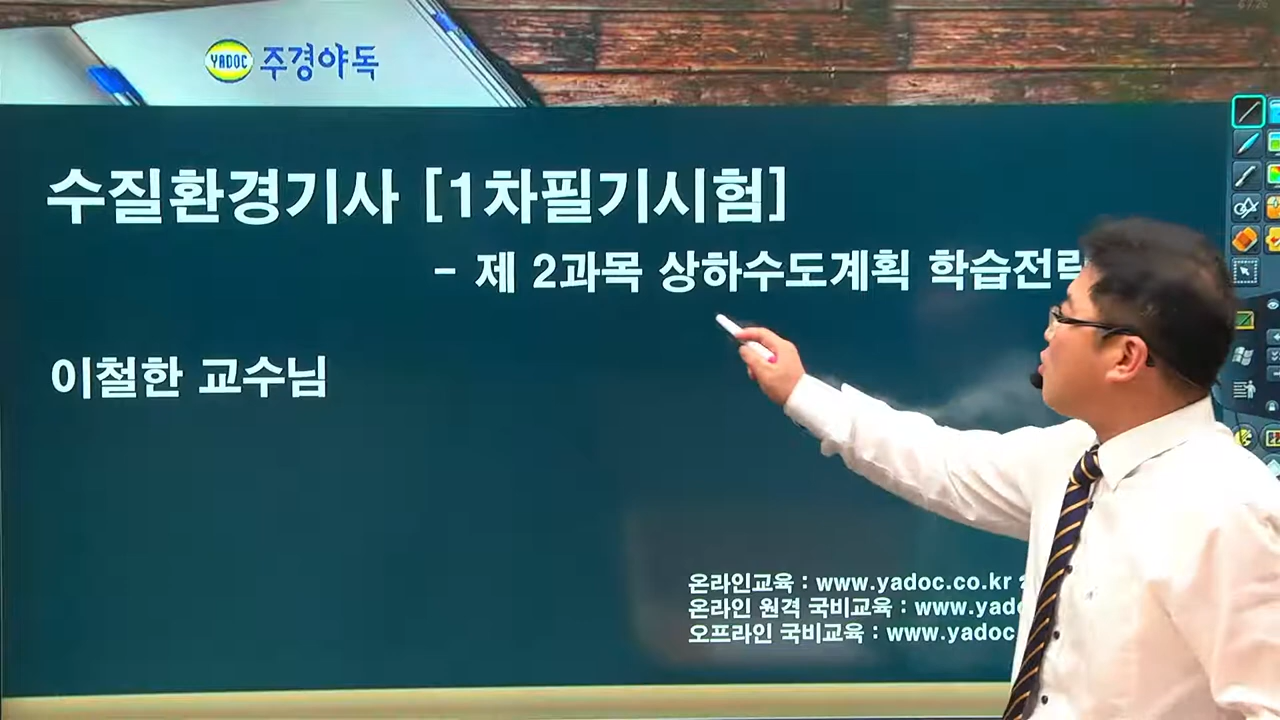 YADOC 주경야독
수질환경기사 [1차필기시험]
- 제 2과목 상하수도계획 학습전략
이철한 교수님
온라인교육 : www.yadoc.co.kr
온라인 원격 국비교육 : www.yado
오프라인 국비교육 : www.yadoc